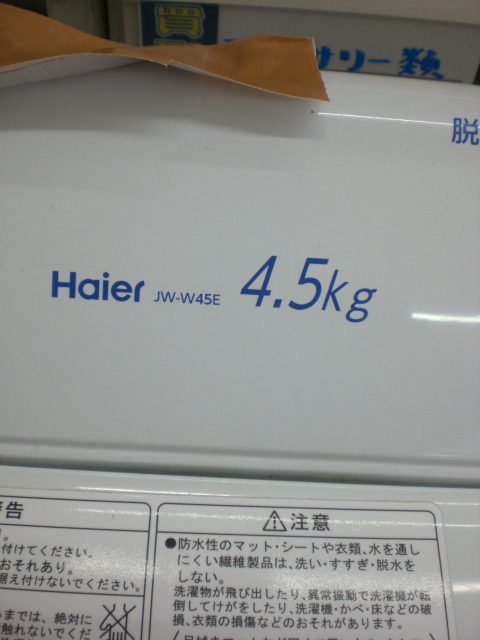 サリー類
脱
Haier JW-W45E 4.5kg
警告
付けてください。
おそれあり。
据え付けないでください。
るまでは、絶対に
触れないでくだ
⚠注意
●防水性のマット・シートや衣類、水を通し
にくい繊維製品は、洗い・すすぎ・脱水を
しない。
洗濯物が飛び出したり、異常振動で洗濯機が転
倒してけがをしたり、洗濯機・かべ・床などの破
損、衣類の損傷などのおそれがあります。